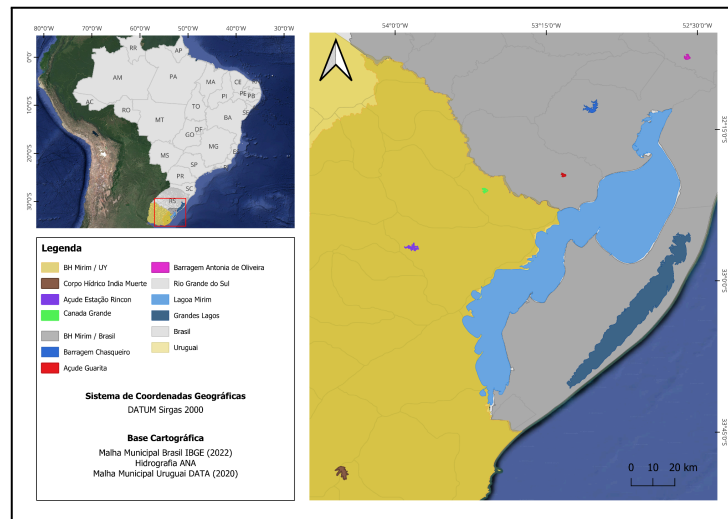 80°0'W 70°0'W 60°0'W 50°0'W 40°0'W 30°0'W
0°0'
10°0'S
20°0'S
30°0'S
RR AP
AM PA MA CE
PI PE PB
AC RO TO SE
MT BA
DF
GO
MG
MS ES
SP
PR
SC
RS
54°0'0"W 53°15'0"W 52°30'0"W
32°15'0"S
33°0'0"S
33°45'0"S
Legenda
BH Mirim / UY
Corpo Hídrico India Muerte
Açude Estação Rincon
Canada Grande
BH Mirim / Brasil
Barragem Chasqueiro
Açude Guarita
Barragem Antonia de Oliveira
Rio Grande do Sul
Lagoa Mirim
Grandes Lagos
Brasil
Uruguai
Sistema de Coordenadas Geográficas
DATUM Sirgas 2000
Base Cartográfica
Malha Municipal Brasil IBGE (2022)
Hidrografia ANA
Malha Municipal Uruguai DATA (2020)
0 10 20 km